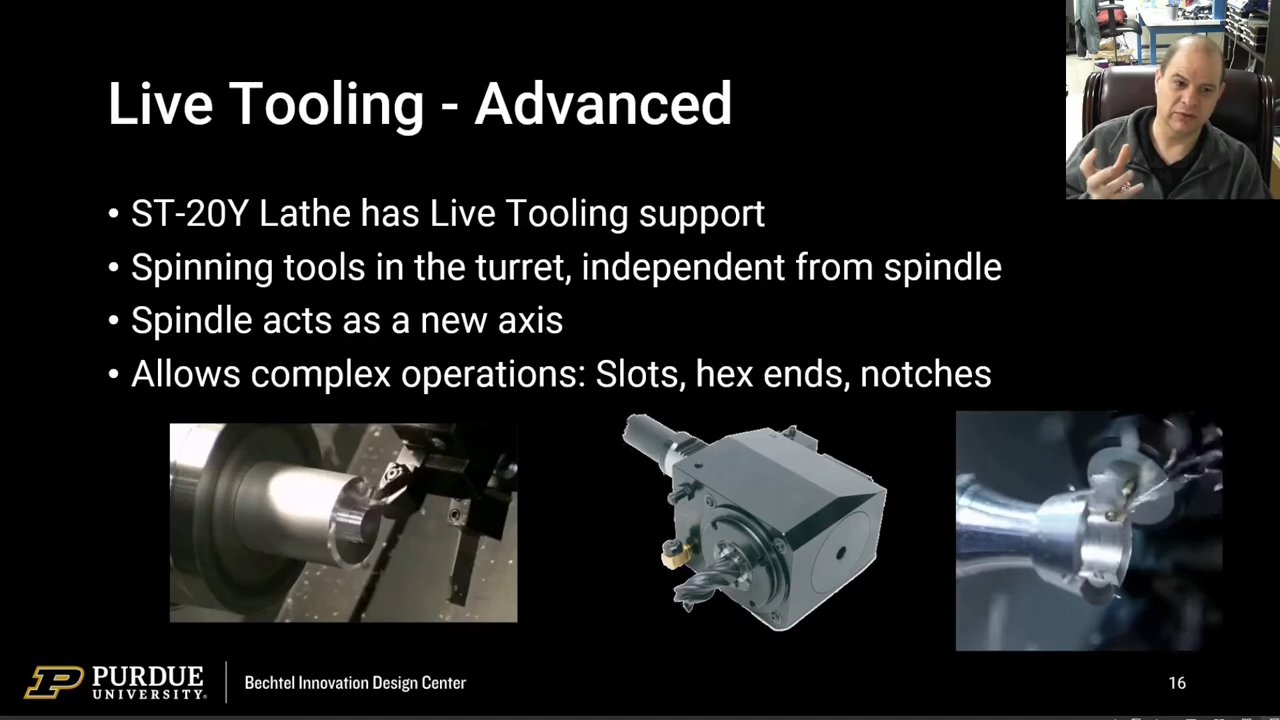 Live Tooling - Advanced
• ST-20Y Lathe has Live Tooling support
• Spinning tools in the turret, independent from spindle
• Spindle acts as a new axis
• Allows complex operations: Slots, hex ends, notches
PURDUE
UNIVERSITY®
Bechtel Innovation Design Center
16